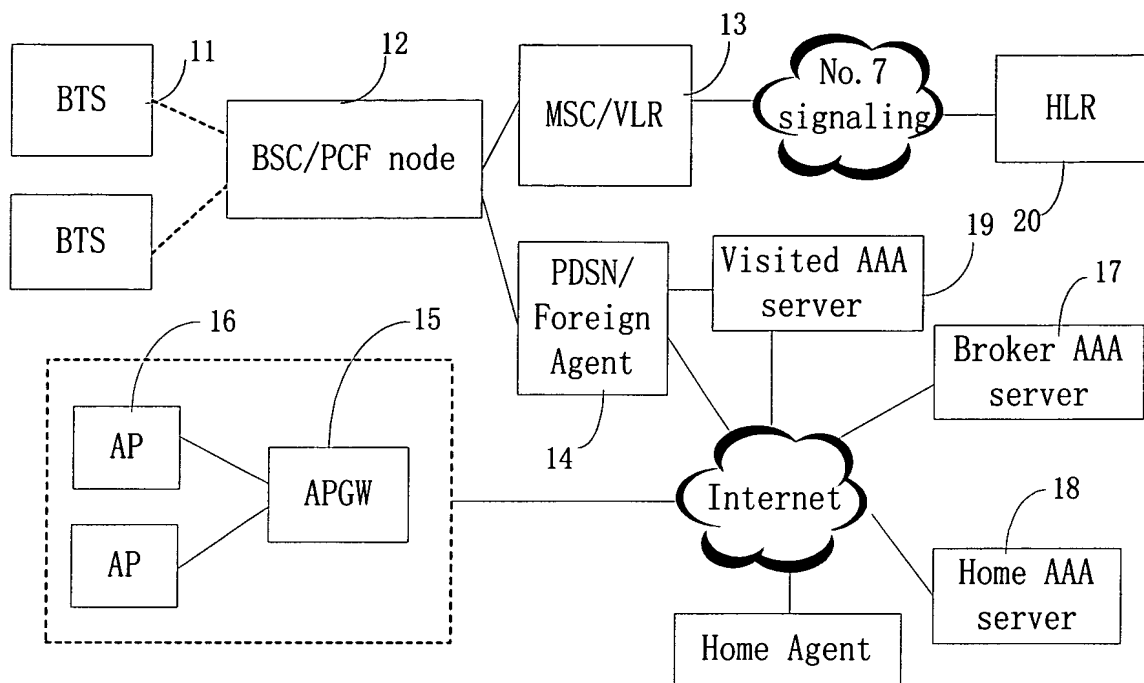 11
12
13
BTS
BSC/PCF node
MSC/VLR
No. 7
signaling
HLR
BTS
20
19
PDSN/
Foreign
Agent
Visited AAA
server
17
16
15
Broker AAA
server
14
AP
APGW
AP
Internet
18
Home AAA
server
Home Agent